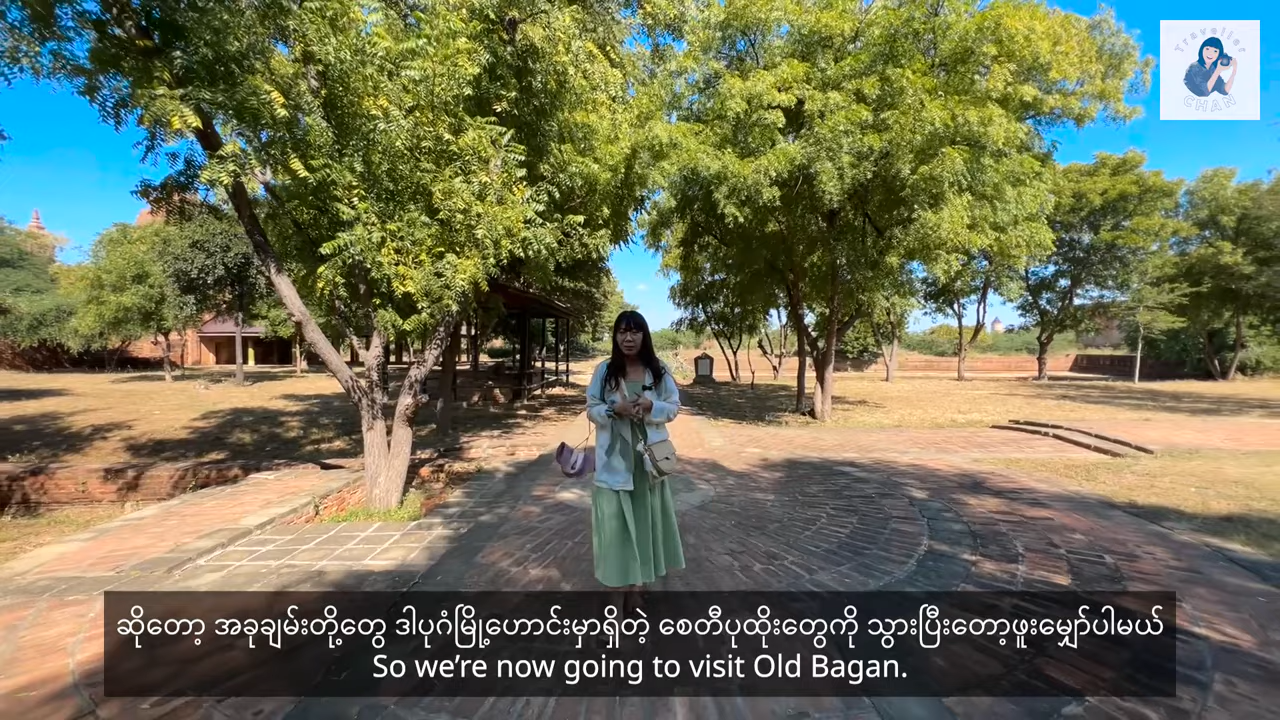 Traveller
CHAN
ဆိုတော့ အခုချမ်းတို့တွေ ဒါပုဂံမြို့ဟောင်းမှာရှိတဲ့ စေတီပုထိုးတွေကို သွားပြီးတော့ဖူးမျှော်ပါမယ်
So we’re now going to visit Old Bagan.